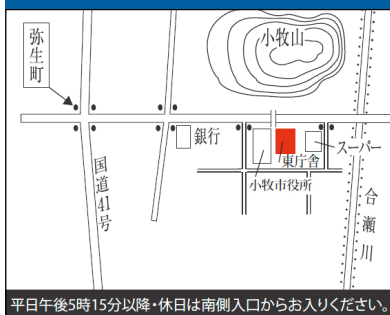 弥生町
小牧山
銀行
スーパー
東庁舎
小牧市役所
国道41号
合瀬川
平日午後5時15分以降・休日は南側入口からお入りください。